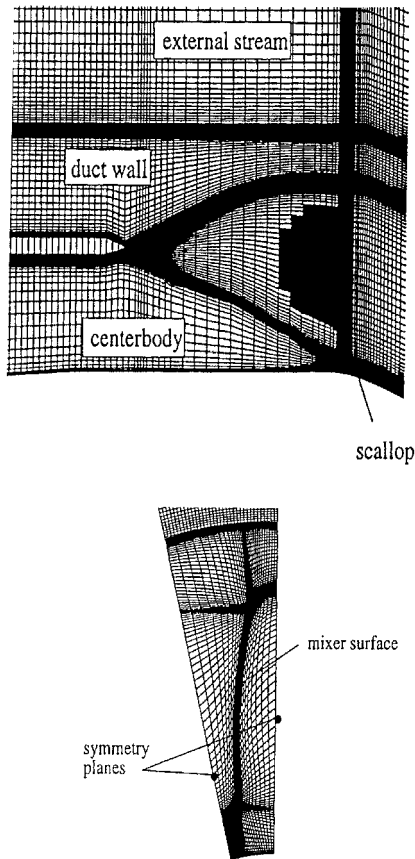 external stream
duct wall
centerbody
scallop
mixer surface
symmetry
planes